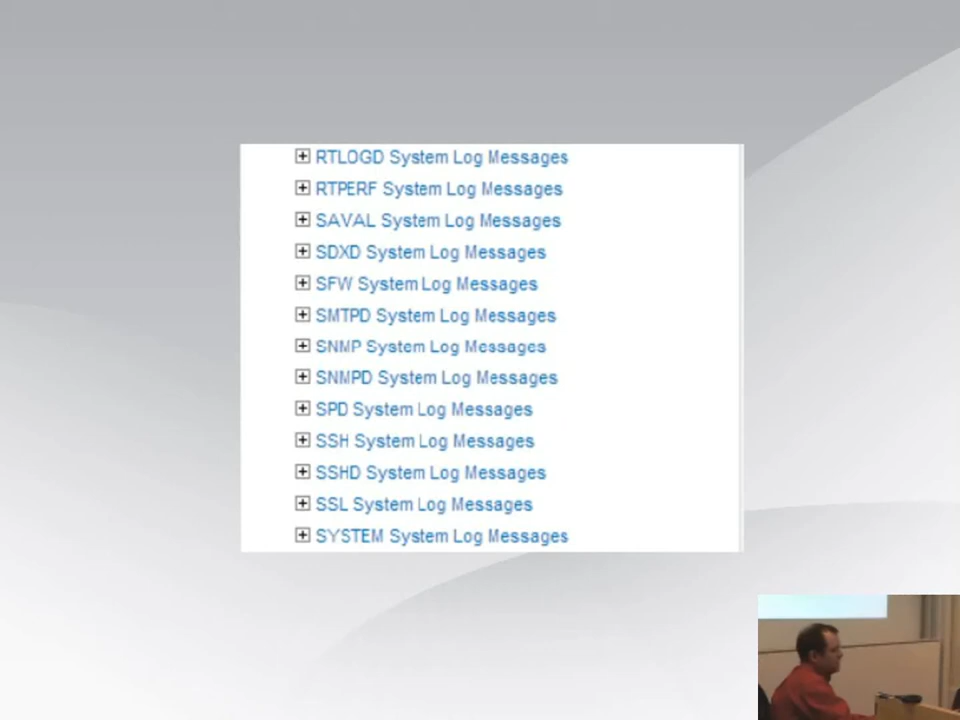 RTLOGD System Log Messages
RTPERF System Log Messages
SAVAL System Log Messages
SDXD System Log Messages
SFW System Log Messages
SMTPD System Log Messages
SNMP System Log Messages
SNMPD System Log Messages
SPD System Log Messages
SSH System Log Messages
SSHD System Log Messages
SSL System Log Messages
SYSTEM System Log Messages